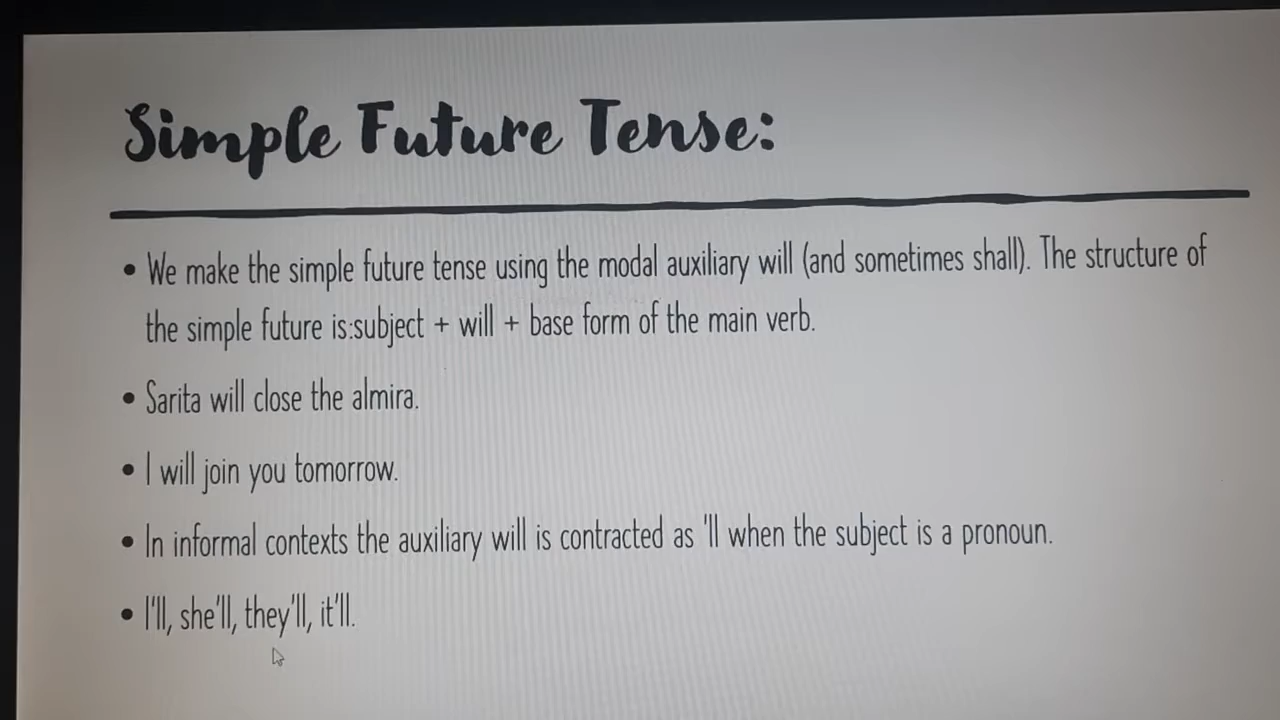 Simple Future Tense:
• We make the simple future tense using the modal auxiliary will (and sometimes shall). The structure of
the simple future is:subject + will + base form of the main verb.
• Sarita will close the almira.
• I will join you tomorrow.
• In informal contexts the auxiliary will is contracted as 'll when the subject is a pronoun.
• I'll, she'll, they'll, it'll.